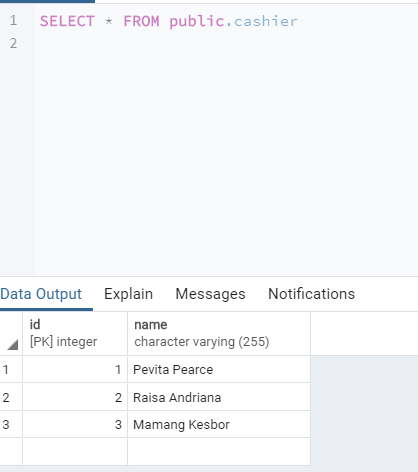 1 SELECT * FROM public.cashier
2
Data Output Explain Messages Notifications
id name
[PK] integer character varying (255)
1 1 Pevita Pearce
2 2 Raisa Andriana
3 3 Mamang Kesbor